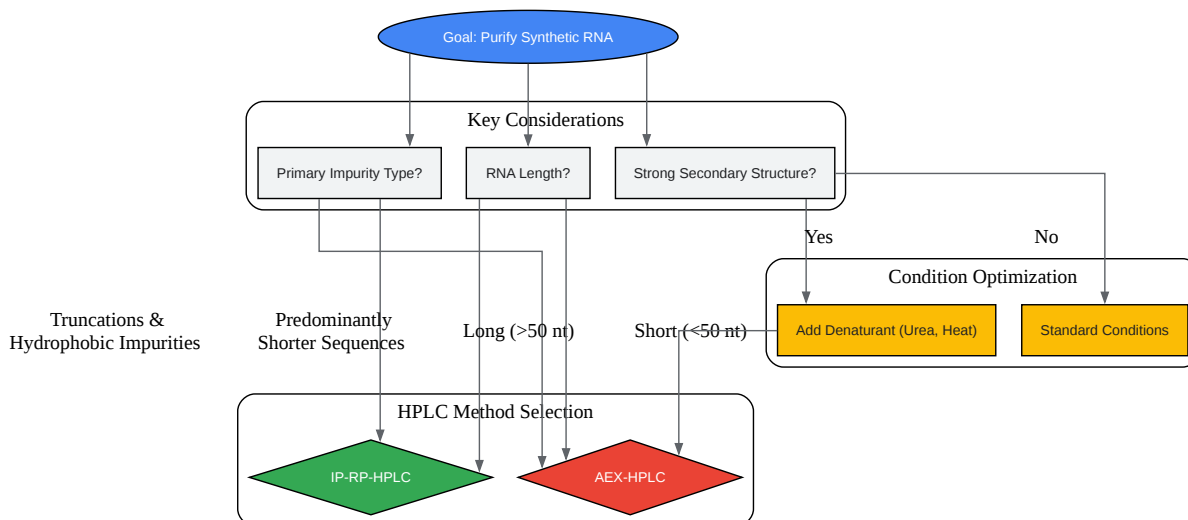 Goal: Purify Synthetic RNA
Key Considerations
Primary Impurity Type?
RNA Length?
Strong Secondary Structure?
Yes
No
Condition Optimization
Add Denaturant (Urea, Heat)
Standard Conditions
Truncations &
Hydrophobic Impurities
Predominantly
Shorter Sequences
Long (>50 nt)
Short (<50 nt)
HPLC Method Selection
IP-RP-HPLC
AEX-HPLC